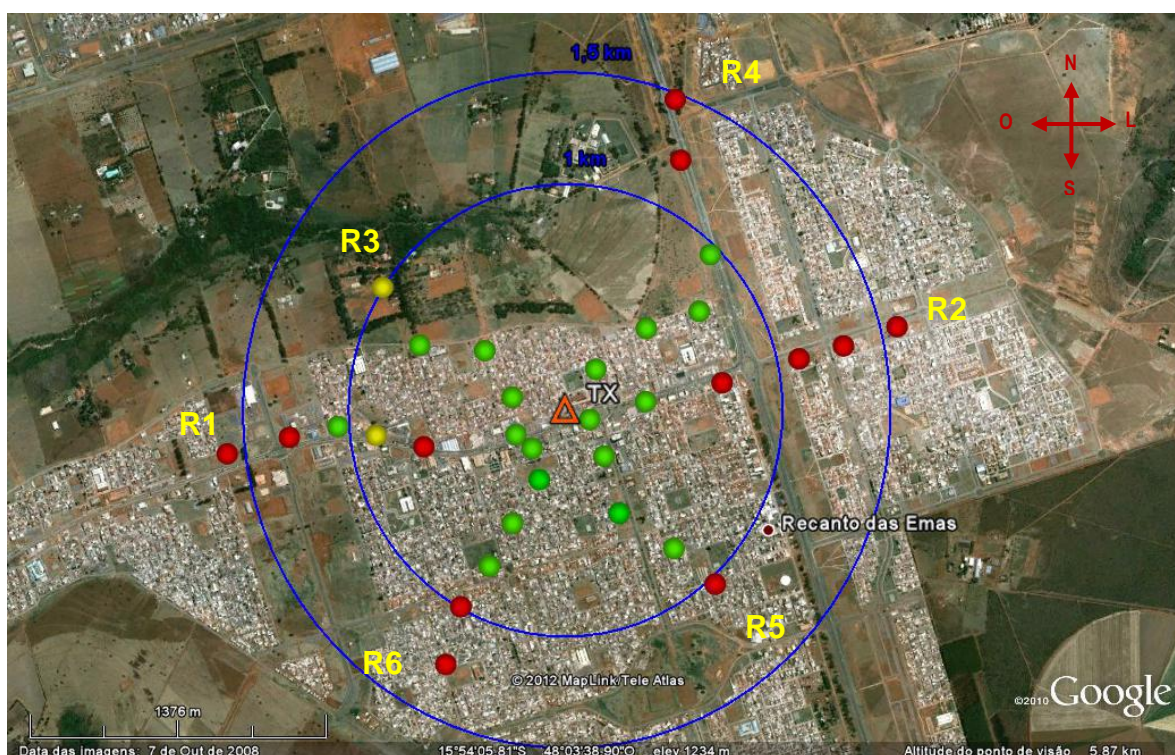 1,5 km
R4
N
O
L
S
1 km
R3
R2
TX
R1
Recanto das Emas
R5
R6
© 2012 MapLink/Tele Atlas
©2010 Google
1376 m
Data das imagens: 7 de Out de 2008
15°54'05.81"S 48°03'38.90"O elev 1234 m
Altitude do ponto de visão 5.87 km